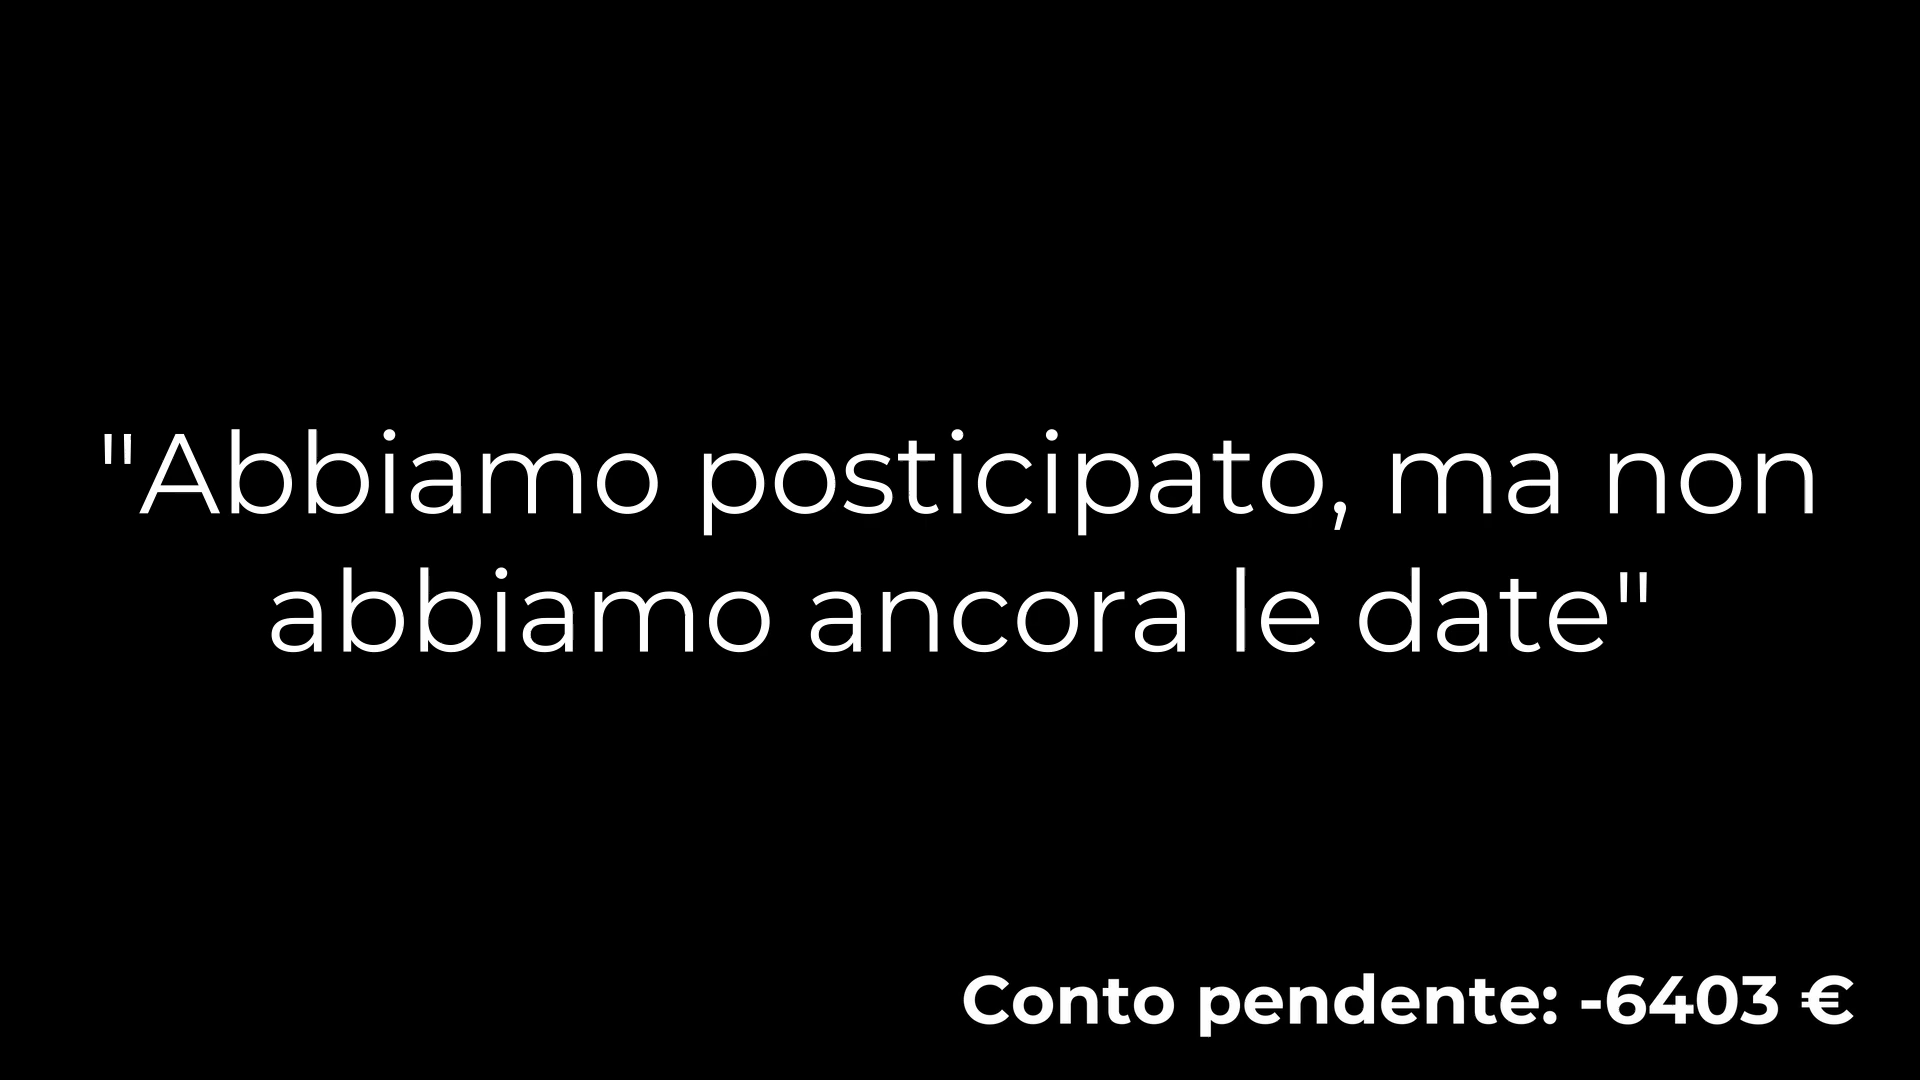 "Abbiamo posticipato, ma non
abbiamo ancora le date"
Conto pendente: -6403 €